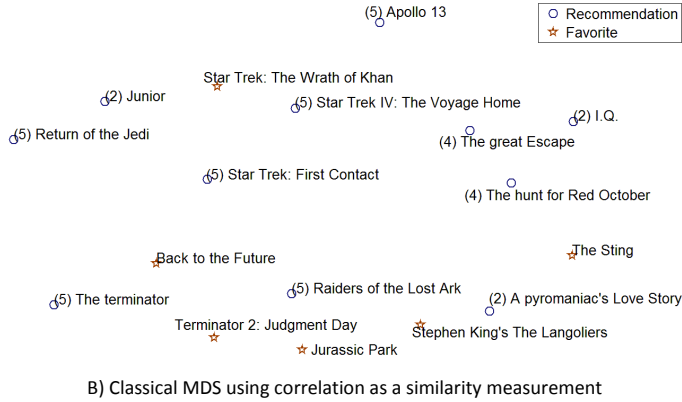 (5) Apollo 13
Recommendation
Favorite
Star Trek: The Wrath of Khan
(2) Junior
(5) Star Trek IV: The Voyage Home
(2) I.Q.
(5) Return of the Jedi
(4) The great Escape
(5) Star Trek: First Contact
(4) The hunt for Red October
Back to the Future
The Sting
(5) The terminator
(5) Raiders of the Lost Ark
(2) A pyromaniac's Love Story
Terminator 2: Judgment Day
Stephen King's The Langoliers
Jurassic Park
B) Classical MDS using correlation as a similarity measurement